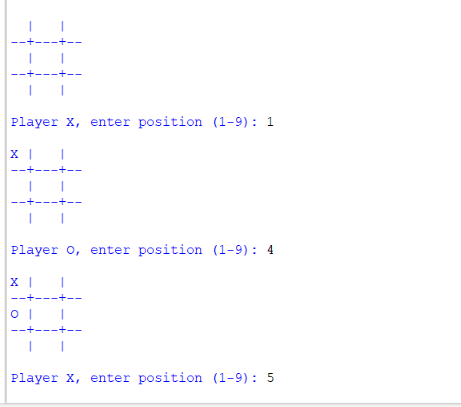 |   |
--+---+--
  |   |
--+---+--
  |   |
Player X, enter position (1-9): 1
X |   |
--+---+--
  |   |
--+---+--
  |   |
Player O, enter position (1-9): 4
X |   |
--+---+--
O |   |
--+---+--
  |   |
Player X, enter position (1-9): 5